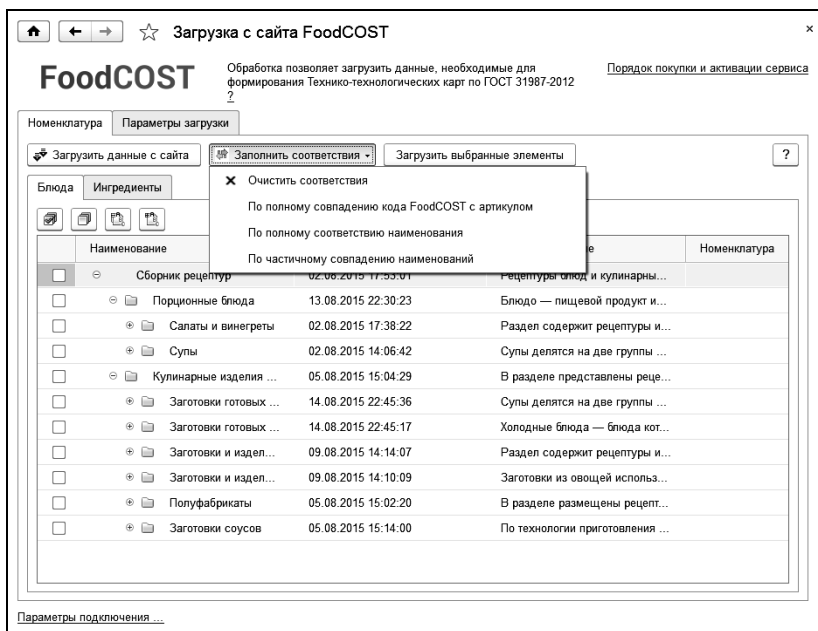 Загрузка с сайта FoodCOST
×
FoodCOST
Обработка позволяет загрузить данные, необходимые для
формирования Технико-технологических карт по ГОСТ 31987-2012
?
Порядок покупки и активации сервиса
Номенклатура Параметры загрузки
Загрузить данные с сайта Заполнить соответствия Загрузить выбранные элементы ?
Очистить соответствия
По полному совпадению кода FoodCOST с артикулом
По полному соответствию наименования
По частичному совпадению наименований
Блюда Ингредиенты
Наименование Номенклатура
Сборник рецептур 02.08.2015 17:53:01 Рецептуры блюд и кулинарны...
Порционные блюда 13.08.2015 22:30:23 Блюдо — пищевой продукт и...
Салаты и винегреты 02.08.2015 17:38:22 Раздел содержит рецептуры и...
Супы 02.08.2015 14:06:42 Супы делятся на две группы ...
Кулинарные изделия ... 05.08.2015 15:04:29 В разделе представлены реце...
Заготовки готовых ... 14.08.2015 22:45:36 Супы делятся на две группы ...
Заготовки готовых ... 14.08.2015 22:45:17 Холодные блюда — блюда кот...
Заготовки и издел... 09.08.2015 14:14:07 Раздел содержит рецептуры и...
Заготовки и издел... 09.08.2015 14:10:09 Заготовки из овощей использ...
Полуфабрикаты 05.08.2015 15:02:20 В разделе размещены рецепт...
Заготовки соусов 05.08.2015 15:14:00 По технологии приготовления ...
Параметры подключения ...